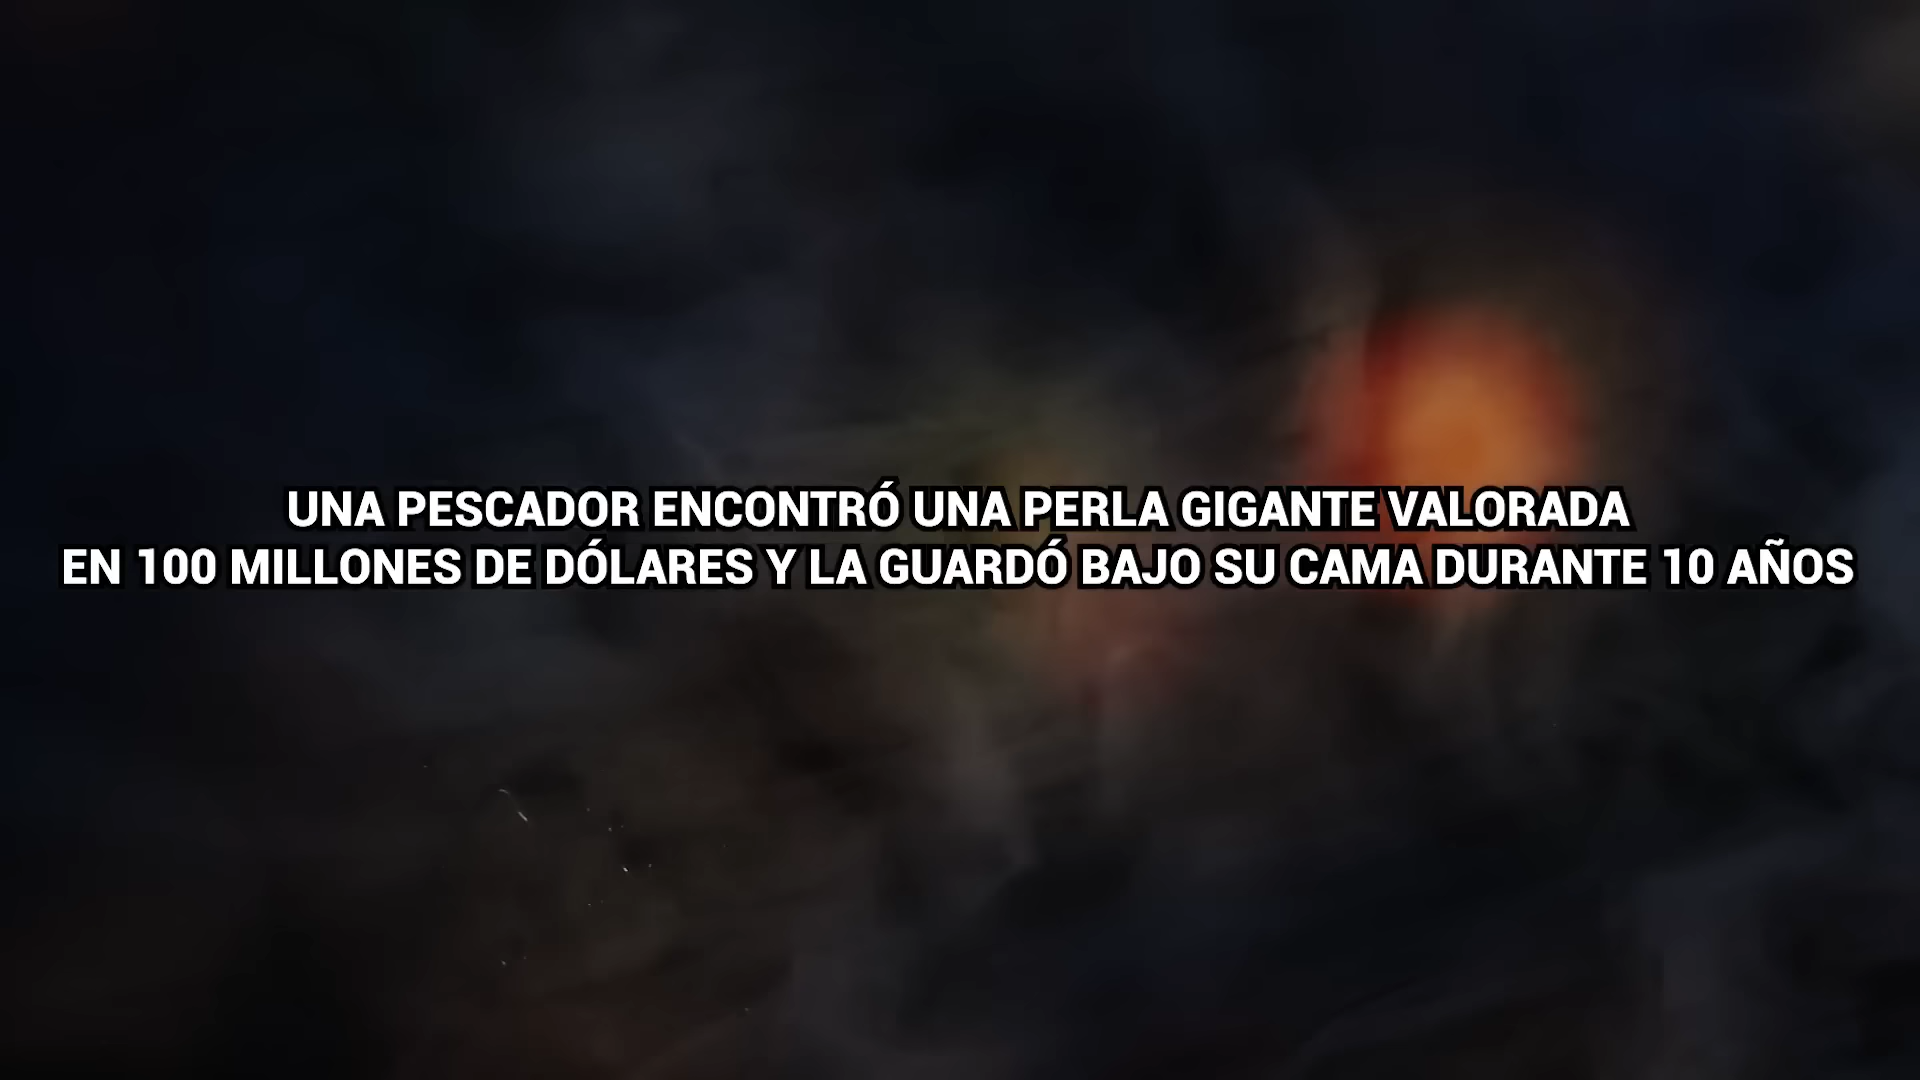 UNA PESCADOR ENCONTRÓ UNA PERLA GIGANTE VALORADA
EN 100 MILLONES DE DÓLARES Y LA GUARDÓ BAJO SU CAMA DURANTE 10 AÑOS